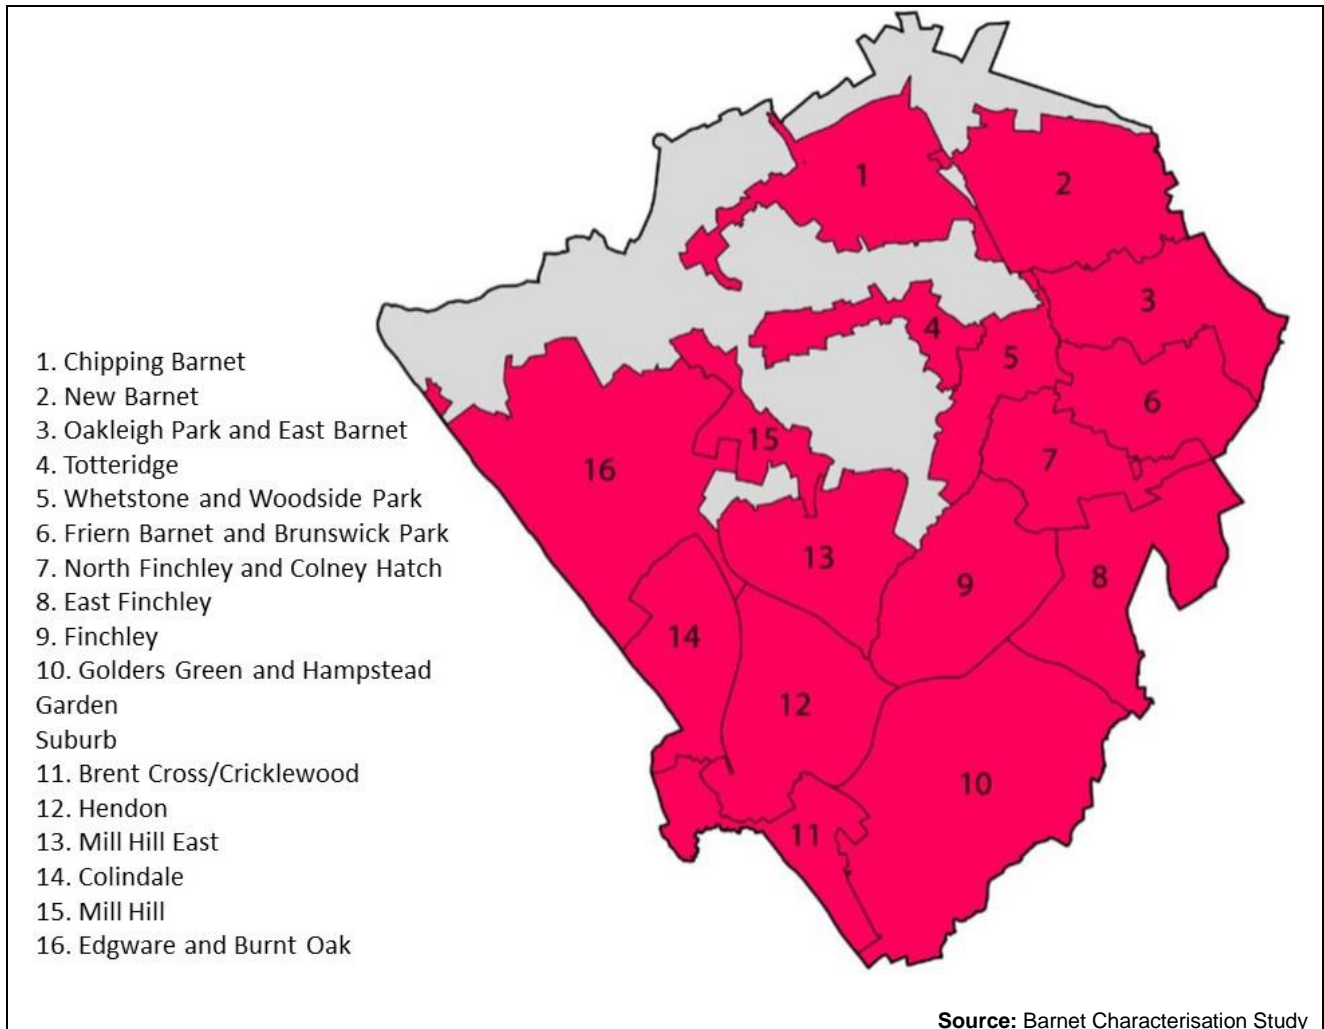 1
2
3
4
5
6
7
15
16
13
9
8
14
12
10
11
1. Chipping Barnet
2. New Barnet
3. Oakleigh Park and East Barnet
4. Totteridge
5. Whetstone and Woodside Park
6. Friern Barnet and Brunswick Park
7. North Finchley and Colney Hatch
8. East Finchley
9. Finchley
10. Golders Green and Hampstead
Garden
Suburb
11. Brent Cross/Cricklewood
12. Hendon
13. Mill Hill East
14. Colindale
15. Mill Hill
16. Edgware and Burnt Oak
Source: Barnet Characterisation Study